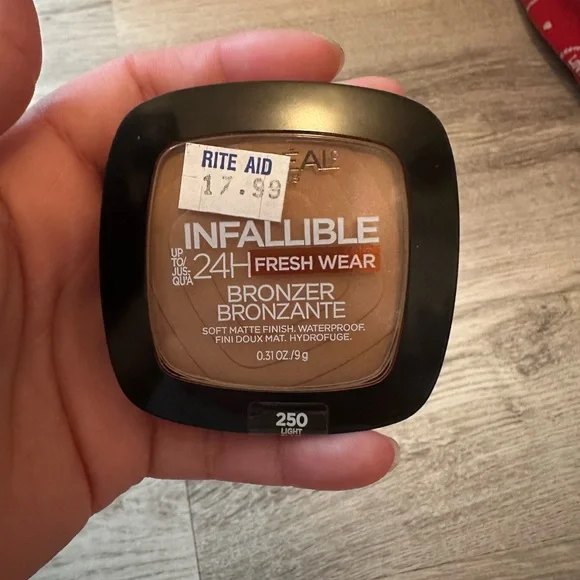 RITE AID
17.99
INFALLIBLE
UP TO/ JUS- QU'À
24H FRESH WEAR
BRONZER
BRONZANTE
SOFT MATTE FINISH. WATERPROOF.
FINI DOUX MAT. HYDROFUGE.
0.31 OZ./9 g
250
LIGHT